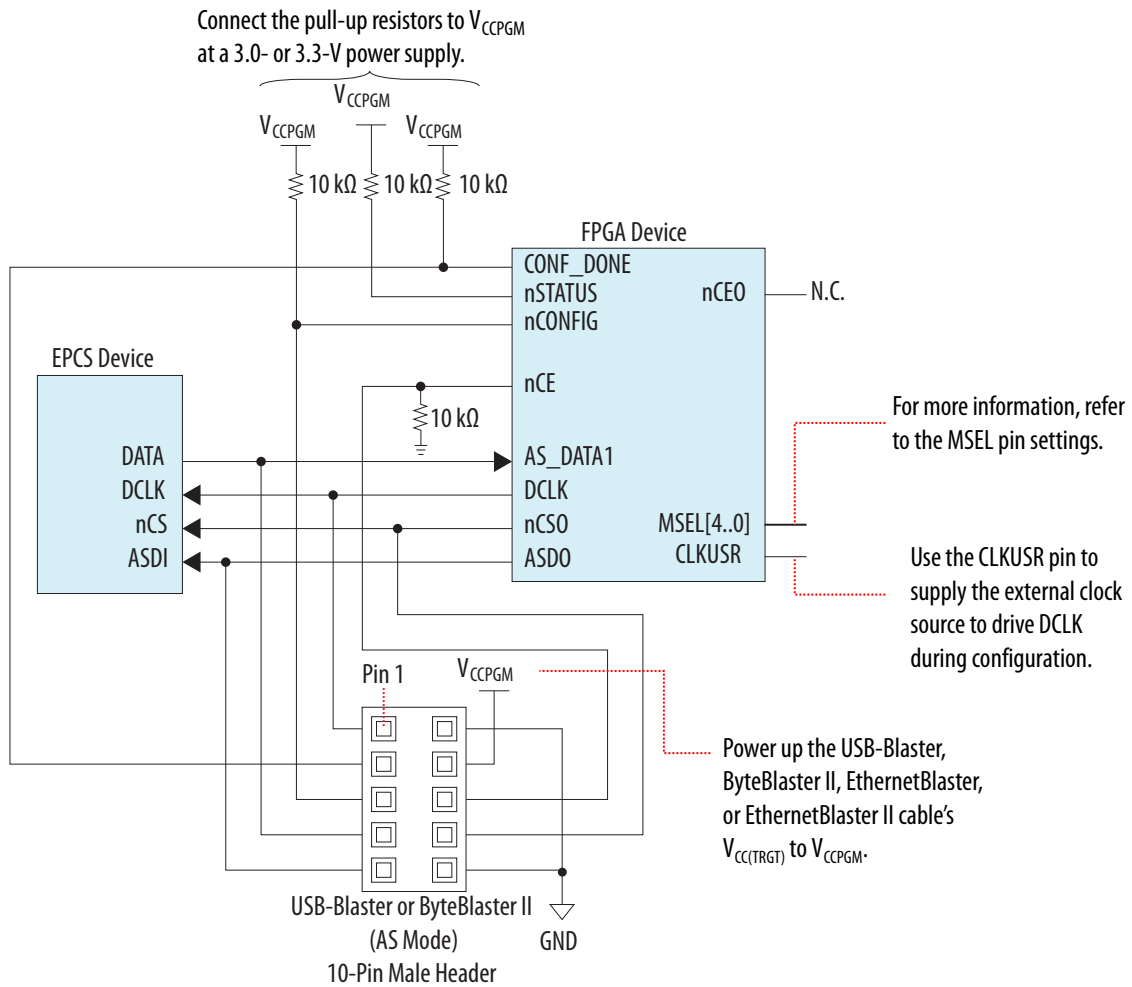 Connect the pull-up resistors to VCCPGM
at a 3.0- or 3.3-V power supply.
VCCPGM
VCCPGM
VCCPGM
10 kΩ
10 kΩ
10 kΩ
FPGA Device
CONF_DONE
nSTATUS
nCONFIG
nCEO
N.C.
EPCS Device
nCE
10 kΩ
For more information, refer
to the MSEL pin settings.
DATA
DCLK
nCS
ASDI
AS_DATA1
DCLK
nCSO
ASDO
MSEL[4..0]
CLKUSR
Use the CLKUSR pin to
supply the external clock
source to drive DCLK
during configuration.
Pin 1
VCCPGM
Power up the USB-Blaster,
ByteBlaster II, EthernetBlaster,
or EthernetBlaster II cable's
VCC(TRGT) to VCCPGM.
USB-Blaster or ByteBlaster II
(AS Mode)
10-Pin Male Header
GND